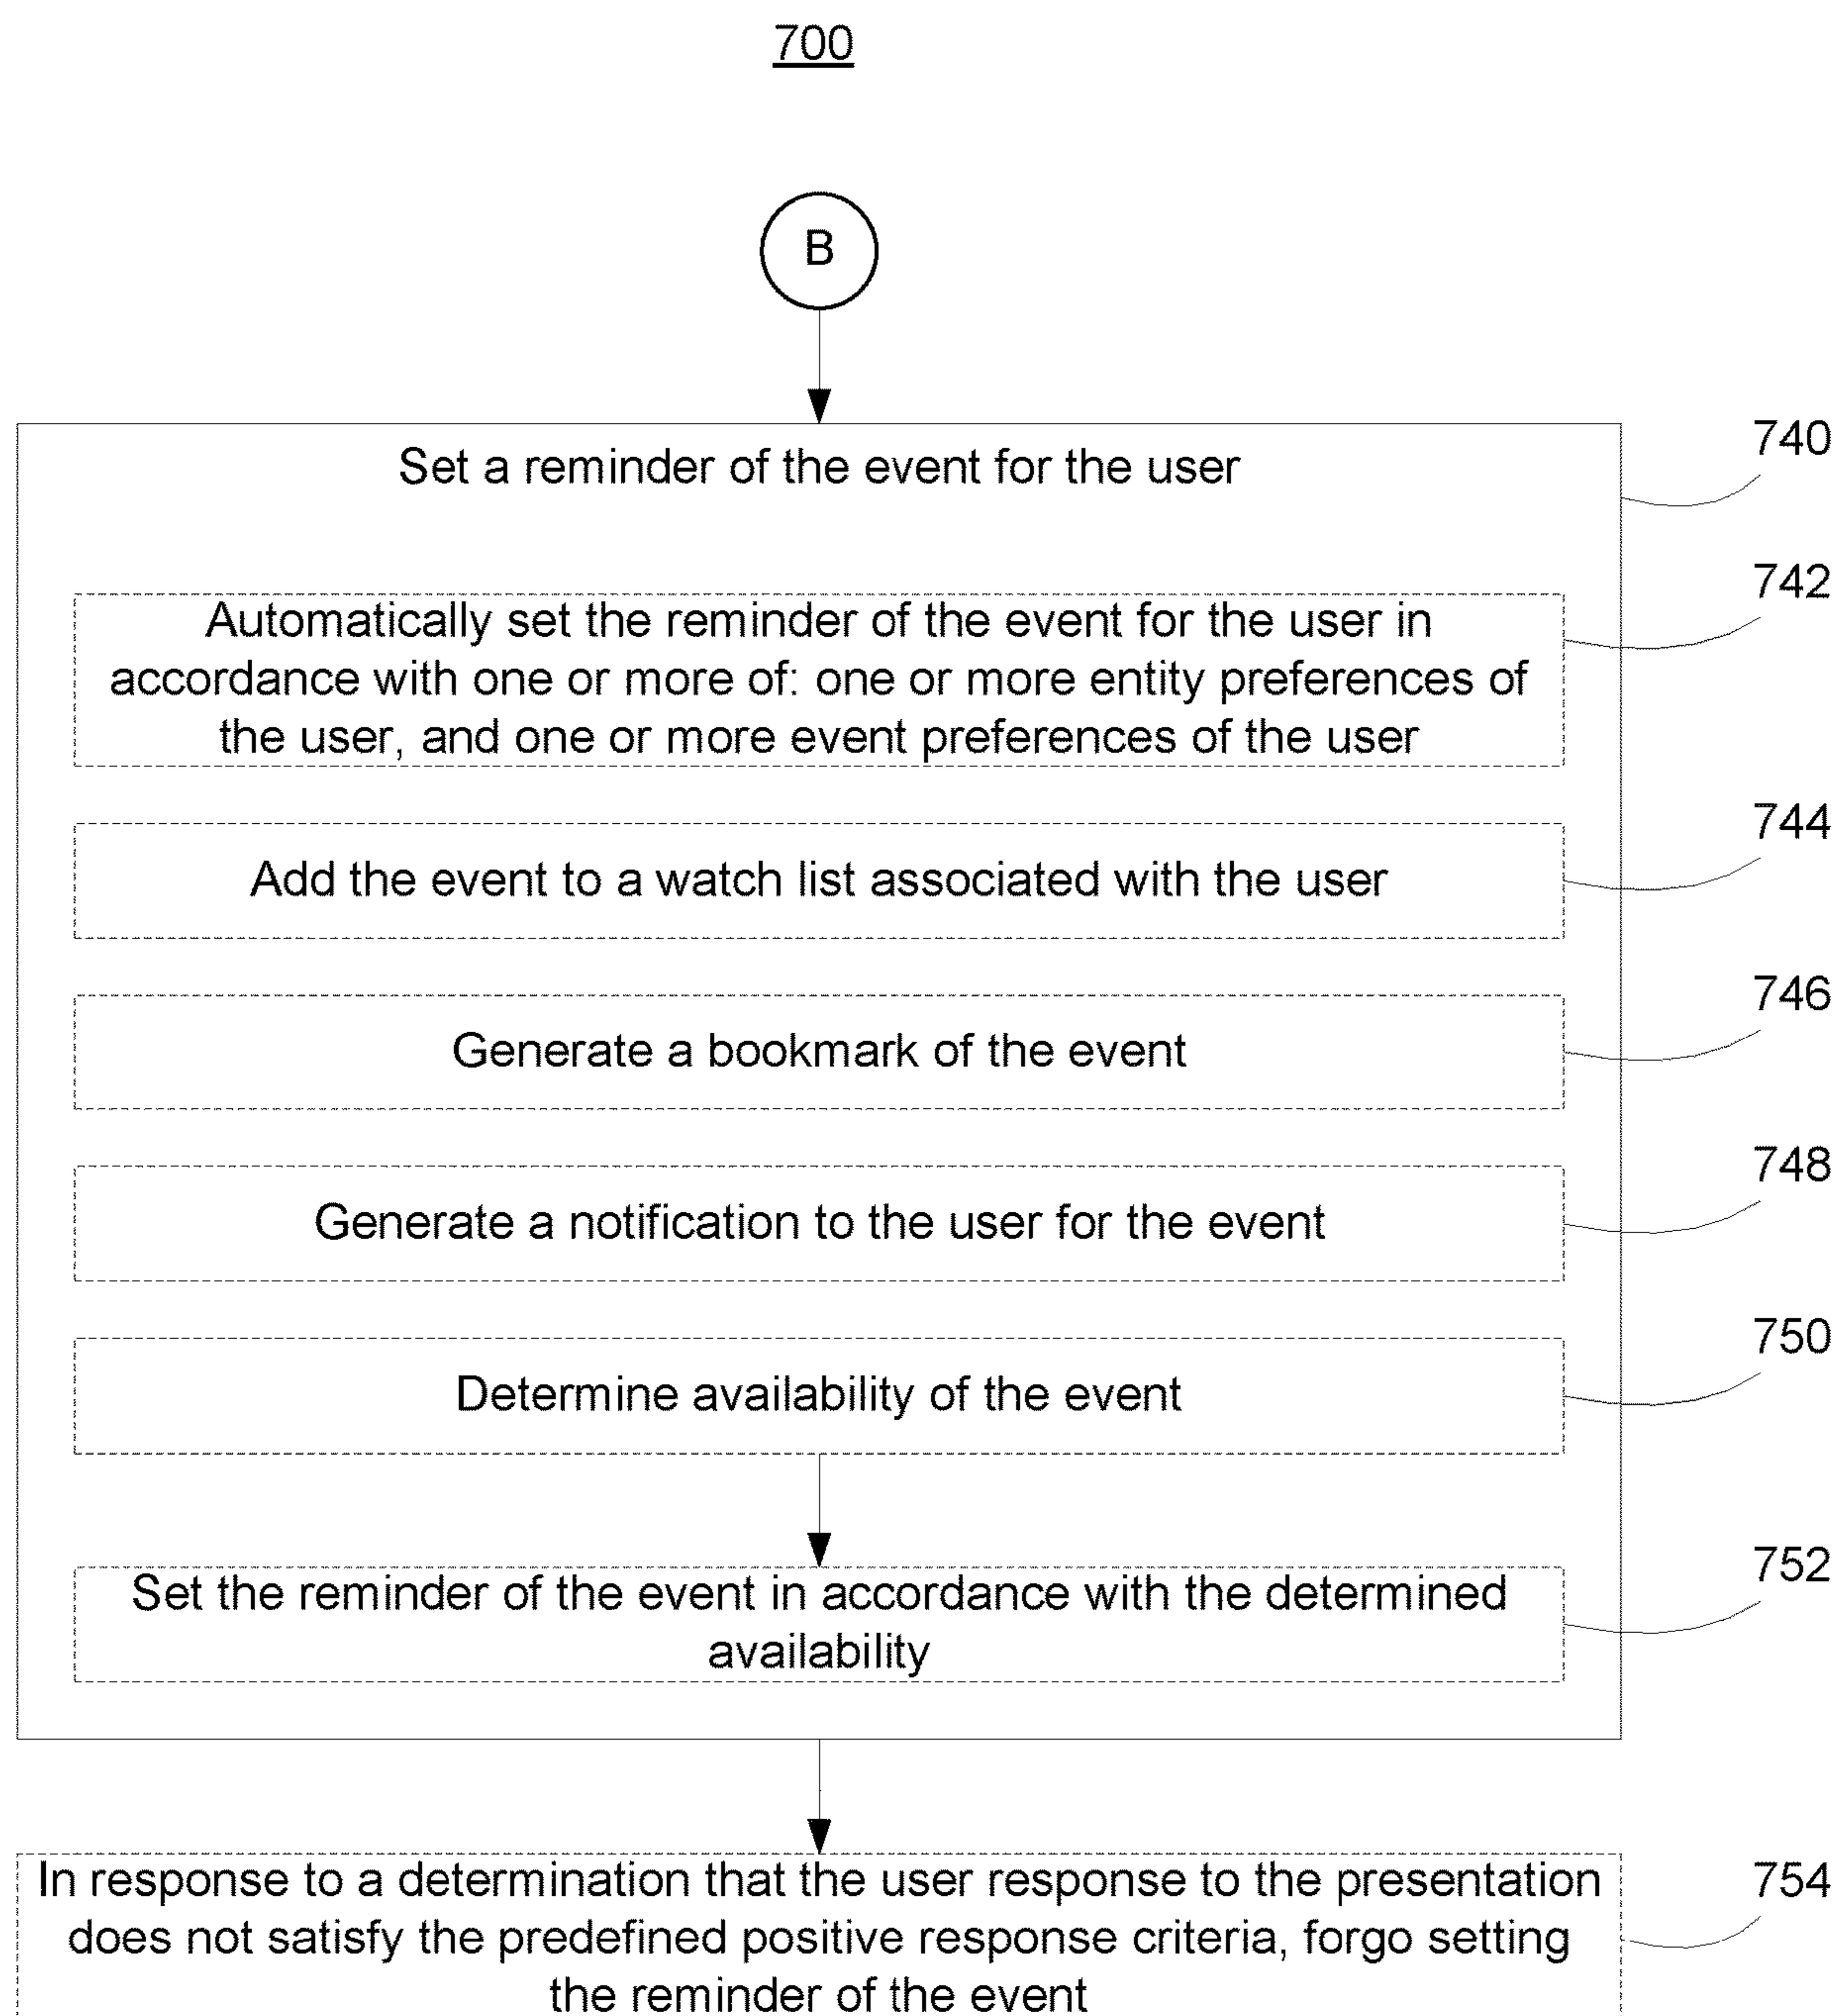 700
B
Set a reminder of the event for the user
740
Automatically set the reminder of the event for the user in
accordance with one or more of: one or more entity preferences of
the user, and one or more event preferences of the user
742
Add the event to a watch list associated with the user
744
Generate a bookmark of the event
746
Generate a notification to the user for the event
748
Determine availability of the event
750
Set the reminder of the event in accordance with the determined
availability
752
In response to a determination that the user response to the presentation
does not satisfy the predefined positive response criteria, forgo setting
the reminder of the event
754